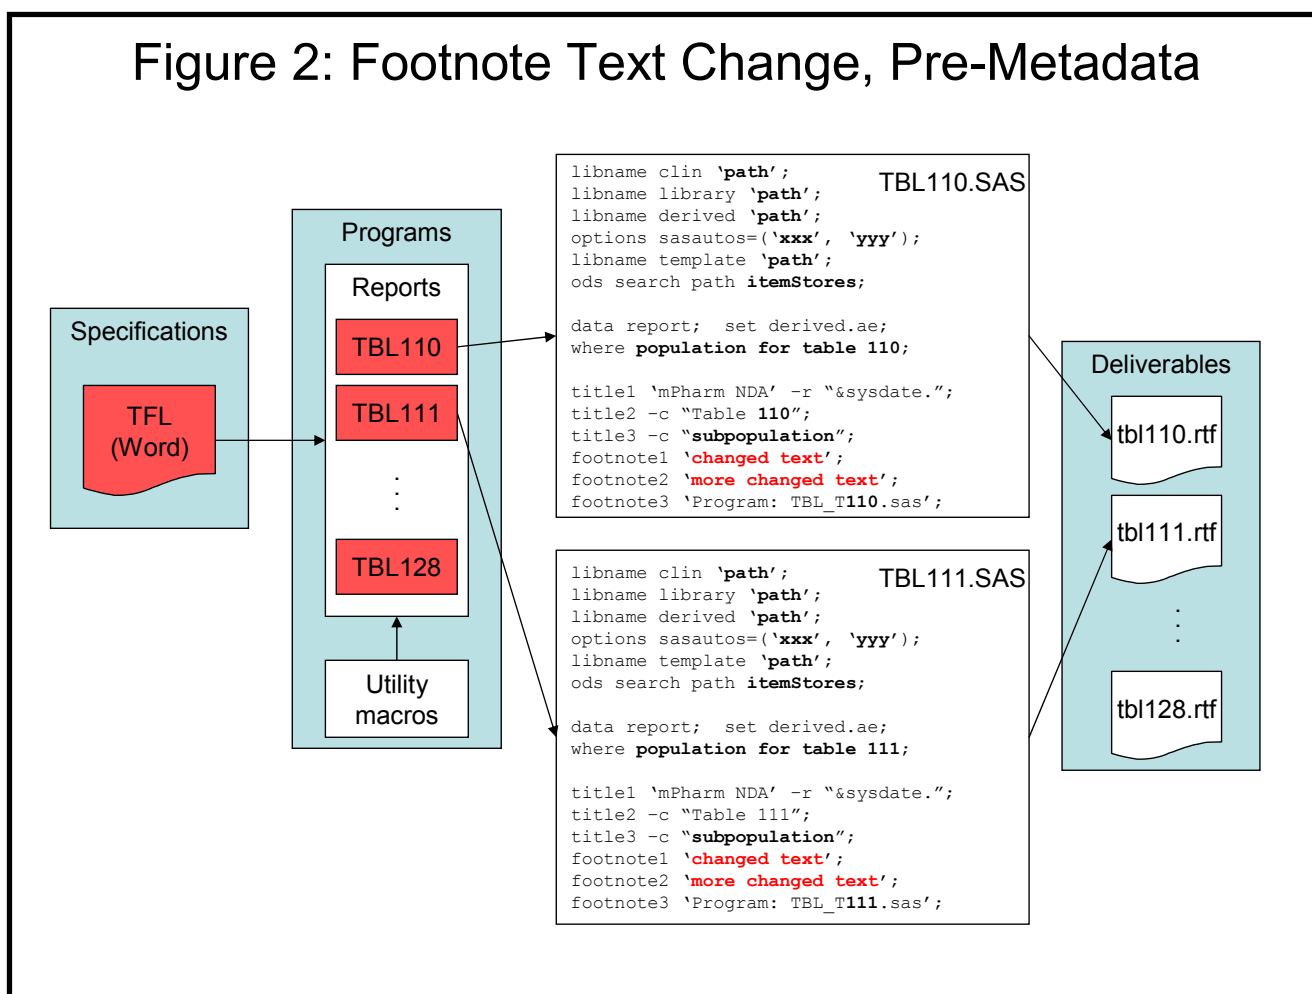 Figure 2: Footnote Text Change, Pre-Metadata
Specifications
TFL
(Word)
Programs
Reports
TBL110
TBL111
.
.
.
TBL128
Utility
macros
TBL110.SAS
libname clin ‘path’;
libname library ‘path’;
libname derived ‘path’;
options sasautos=(‘xxx’, ‘yyy’);
libname template ‘path’;
ods search path itemStores;
data report;  set derived.ae;
where population for table 110;
title1 ‘mPharm NDA’ –r “&sysdate.”;
title2 –c “Table 110”;
title3 –c “subpopulation”;
footnote1 ‘changed text’;
footnote2 ‘more changed text’;
footnote3 ‘Program: TBL_T110.sas’;
TBL111.SAS
libname clin ‘path’;
libname library ‘path’;
libname derived ‘path’;
options sasautos=(‘xxx’, ‘yyy’);
libname template ‘path’;
ods search path itemStores;
data report;  set derived.ae;
where population for table 111;
title1 ‘mPharm NDA’ –r “&sysdate.”;
title2 –c “Table 111”;
title3 –c “subpopulation”;
footnote1 ‘changed text’;
footnote2 ‘more changed text’;
footnote3 ‘Program: TBL_T111.sas’;
Deliverables
tbl110.rtf
tbl111.rtf
.
.
.
tbl128.rtf